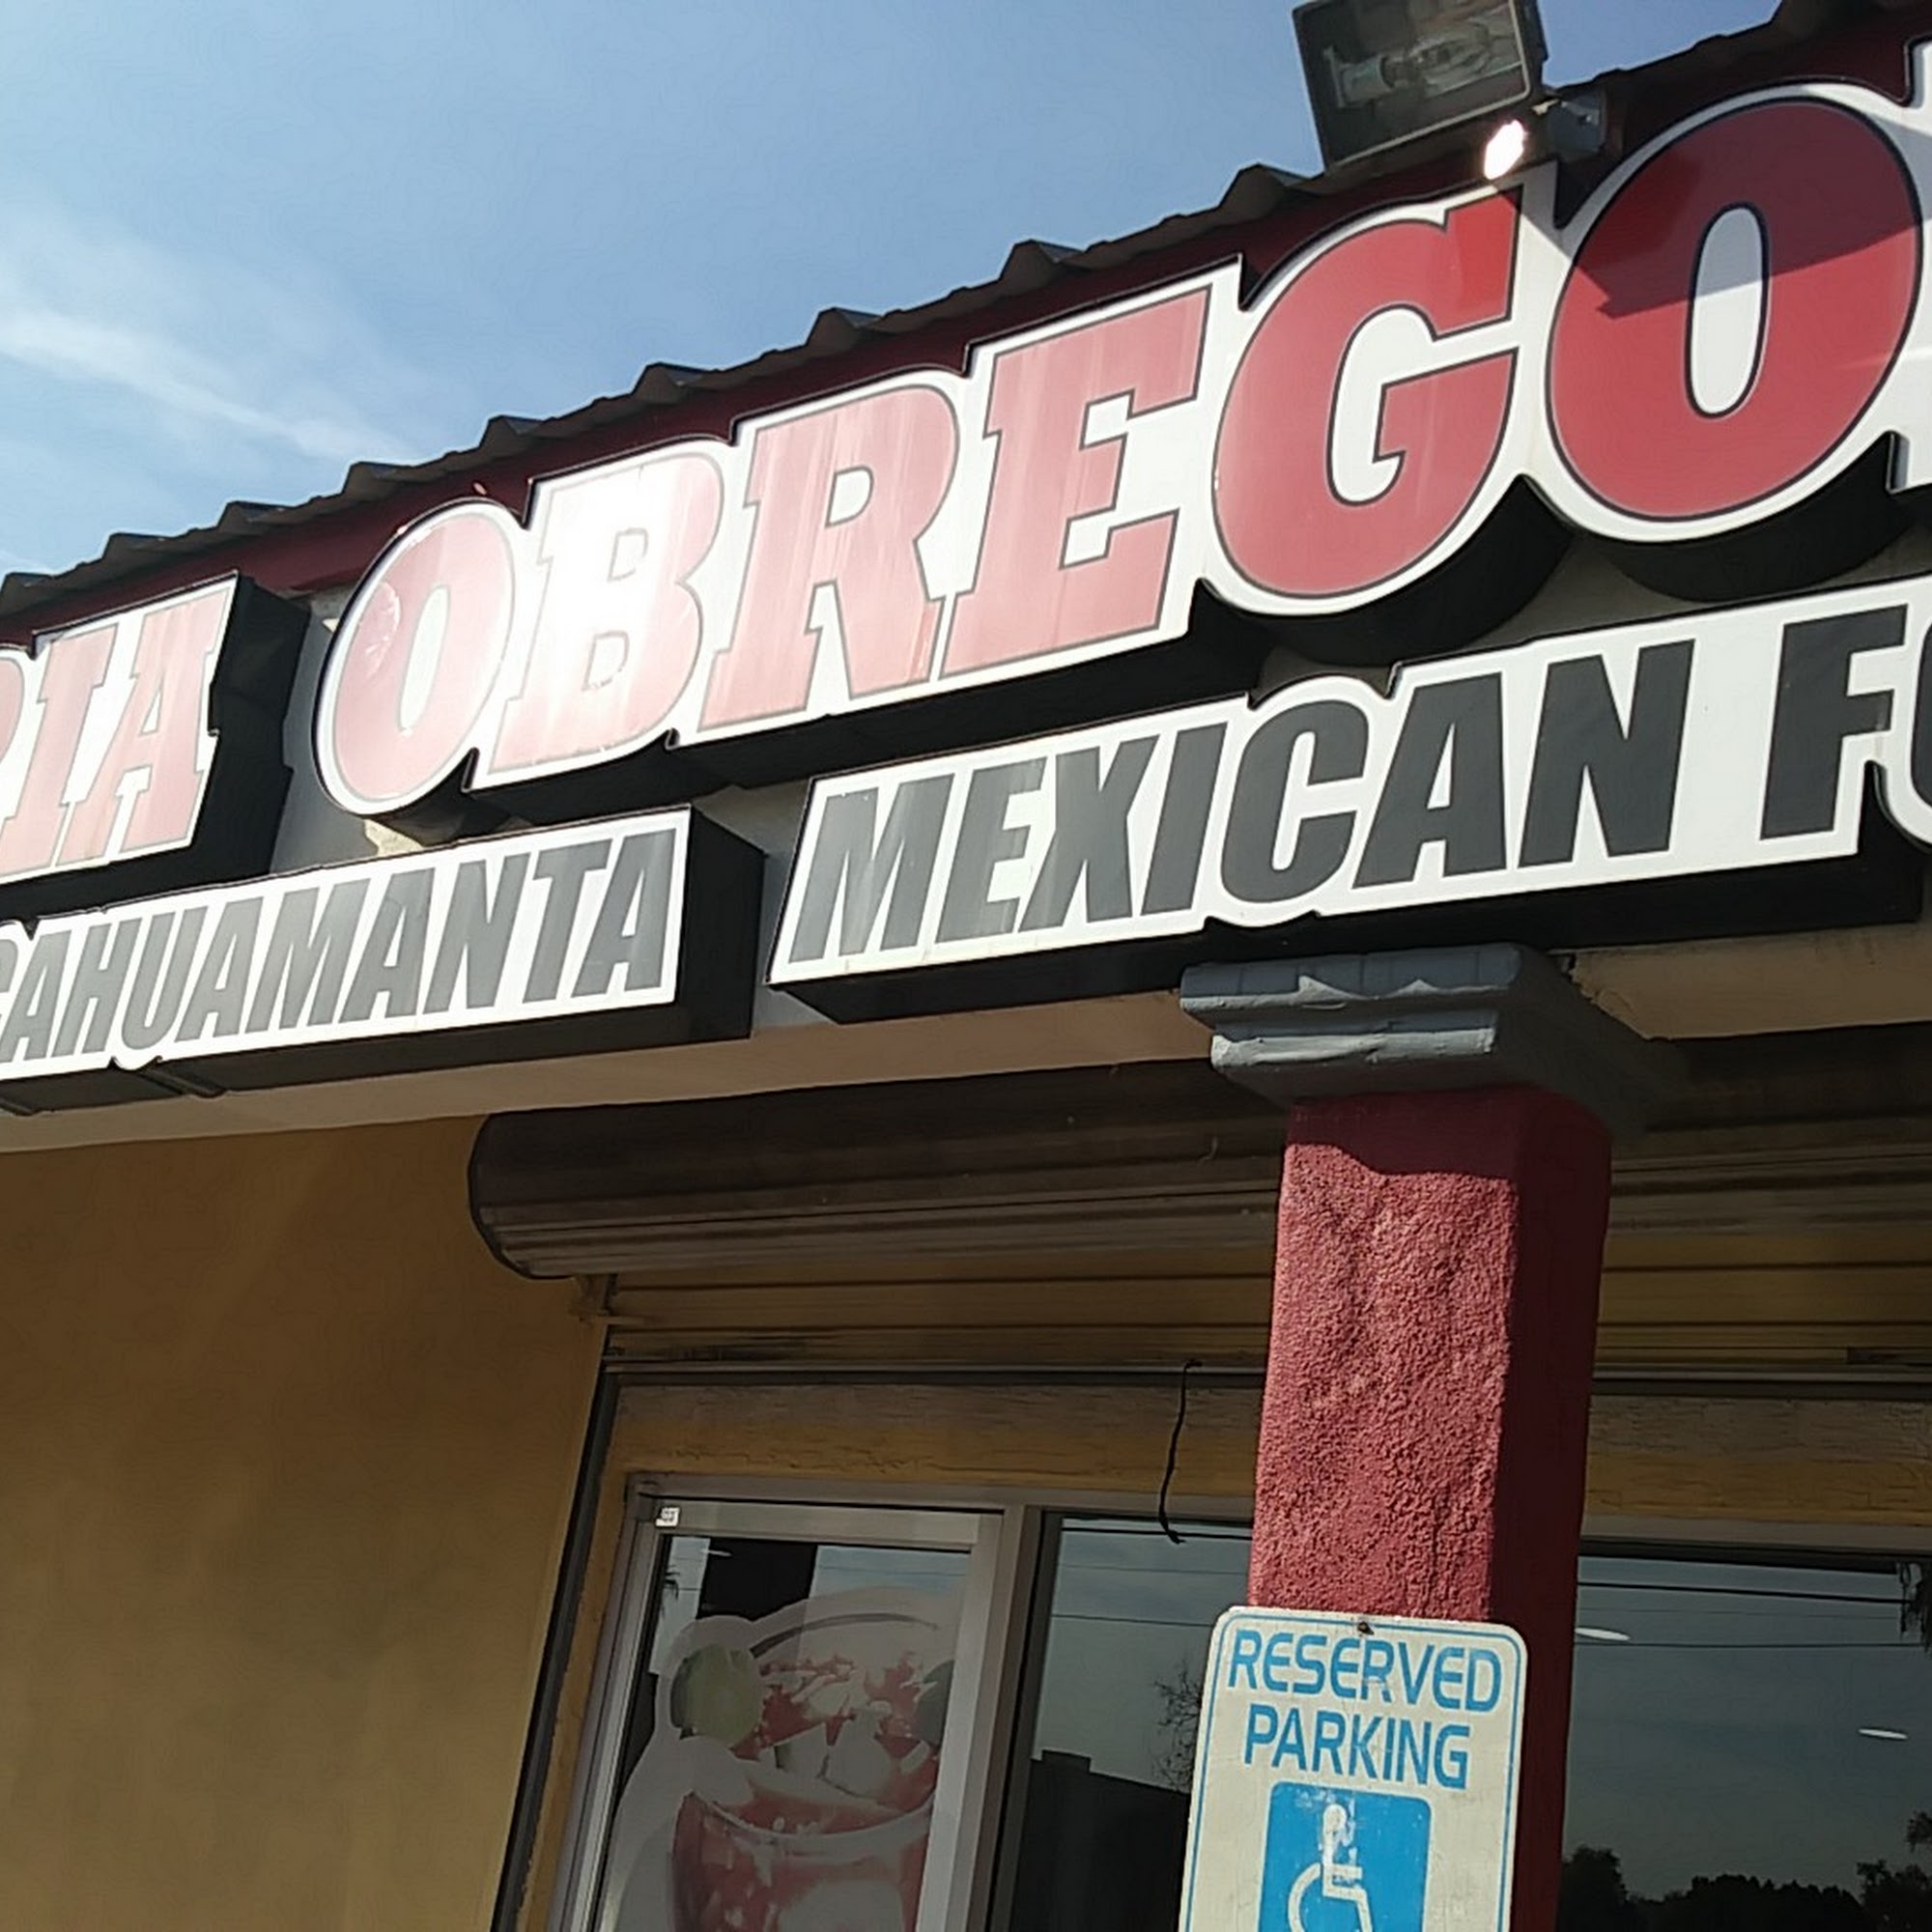 RIA OBREGO
CAHUAMANTA MEXICAN FO
RESERVED
PARKING